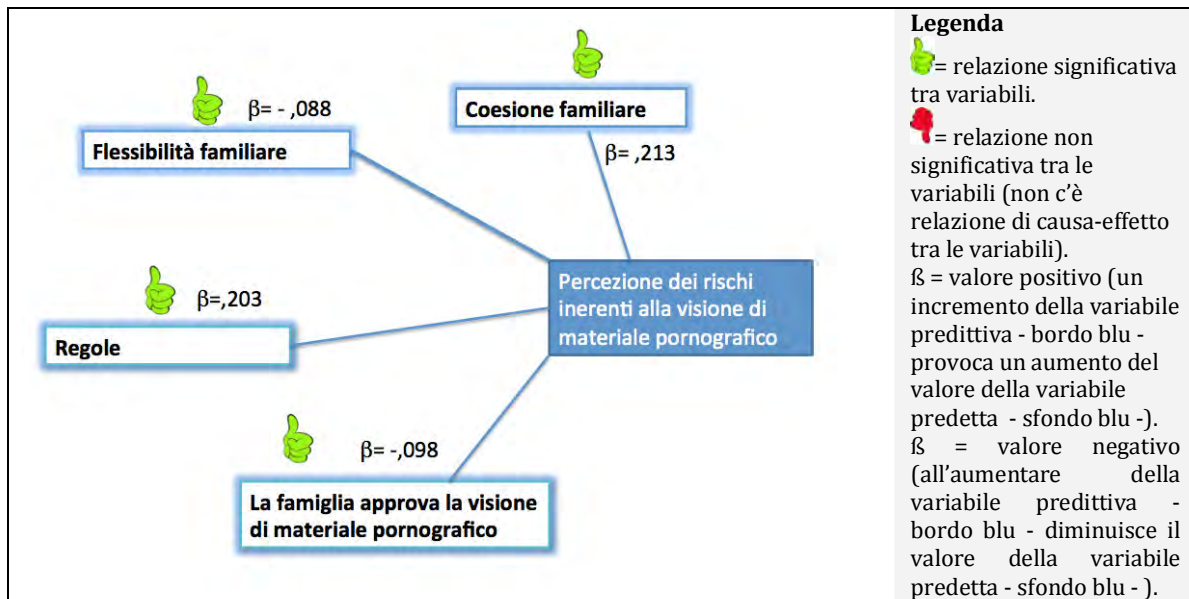 β= - ,088
Flessibilità familiare
Coesione familiare
β= ,213
β=,203
Regole
Percezione dei rischi
inerenti alla visione di
materiale pornografico
β= -,098
La famiglia approva la visione
di materiale pornografico
Legenda
= relazione significativa
tra variabili.
= relazione non
significativa tra le
variabili (non c’è
relazione di causa-effetto
tra le variabili).
ß = valore positivo (un
incremento della variabile
predittiva - bordo blu -
provoca un aumento del
valore della variabile
predetta - sfondo blu -).
ß = valore negativo
(all’aumentare della
variabile predittiva -
bordo blu - diminuisce il
valore della variabile
predetta - sfondo blu - ).